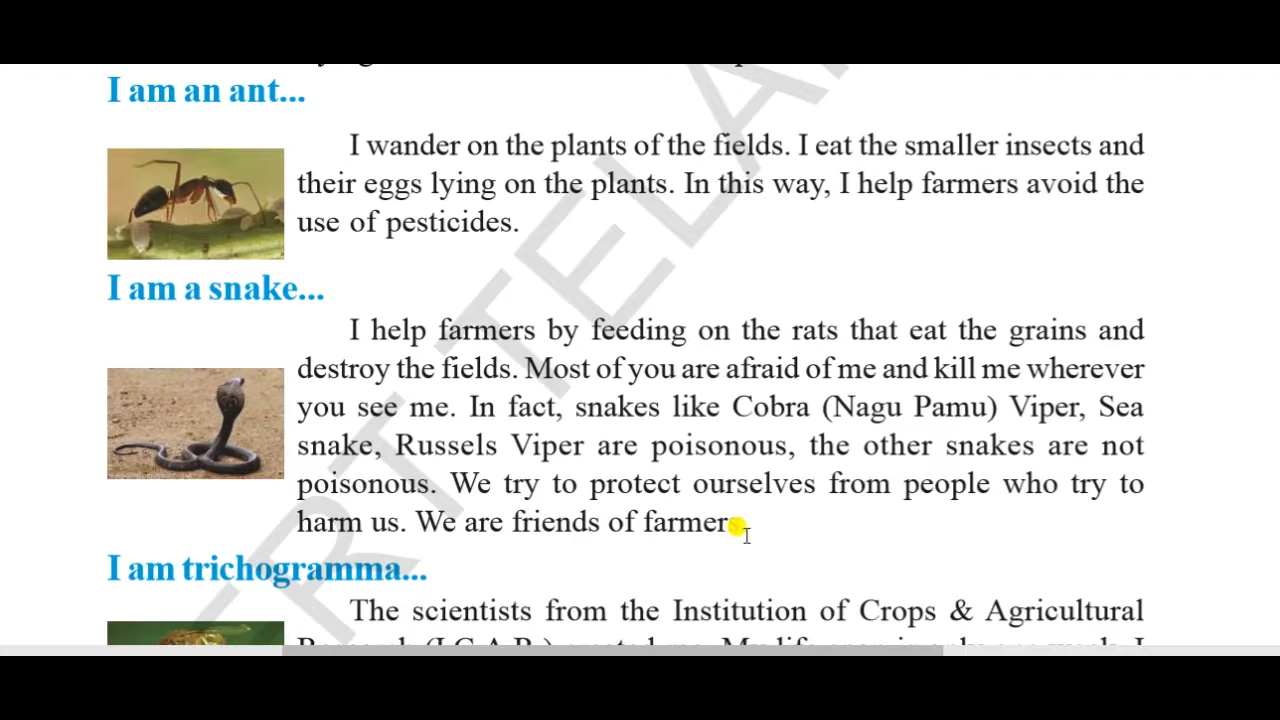 I am an ant...
I wander on the plants of the fields. I eat the smaller insects and
their eggs lying on the plants. In this way, I help farmers avoid the
use of pesticides.
I am a snake...
I help farmers by feeding on the rats that eat the grains and
destroy the fields. Most of you are afraid of me and kill me wherever
you see me. In fact, snakes like Cobra (Nagu Pamu) Viper, Sea
snake, Russels Viper are poisonous, the other snakes are not
poisonous. We try to protect ourselves from people who try to
harm us. We are friends of farmers
I am trichogramma...
The scientists from the Institution of Crops & Agricultural